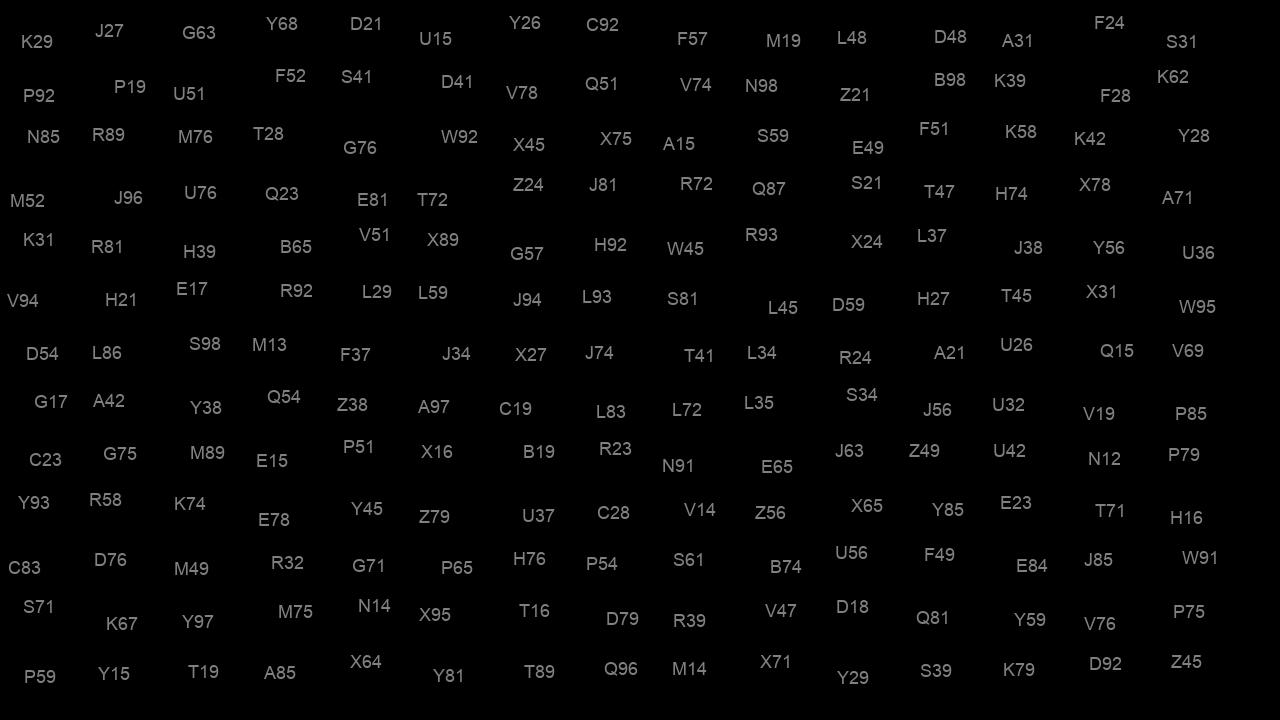 K29 J27 G63 Y68 D21 U15 Y26 C92 F57 M19 L48 D48 A31 F24 S31
P92 P19 U51 F52 S41 D41 V78 Q51 V74 N98 Z21 B98 K39 F28 K62
N85 R89 M76 T28 G76 W92 X45 X75 A15 S59 E49 F51 K58 K42 Y28
M52 J96 U76 Q23 E81 T72 Z24 J81 R72 Q87 S21 T47 H74 X78 A71
K31 R81 H39 B65 V51 X89 G57 H92 W45 R93 X24 L37 J38 Y56 U36
V94 H21 E17 R92 L29 L59 J94 L93 S81 L45 D59 H27 T45 X31 W95
D54 L86 S98 M13 F37 J34 X27 J74 T41 L34 R24 A21 U26 Q15 V69
G17 A42 Y38 Q54 Z38 A97 C19 L83 L72 L35 S34 J56 U32 V19 P85
C23 G75 M89 E15 P51 X16 B19 R23 N91 E65 J63 Z49 U42 N12 P79
Y93 R58 K74 E78 Y45 Z79 U37 C28 V14 Z56 X65 Y85 E23 T71 H16
C83 D76 M49 R32 G71 P65 H76 P54 S61 B74 U56 F49 E84 J85 W91
S71 K67 Y97 M75 N14 X95 T16 D79 R39 V47 D18 Q81 Y59 V76 P75
P59 Y15 T19 A85 X64 Y81 T89 Q96 M14 X71 Y29 S39 K79 D92 Z45